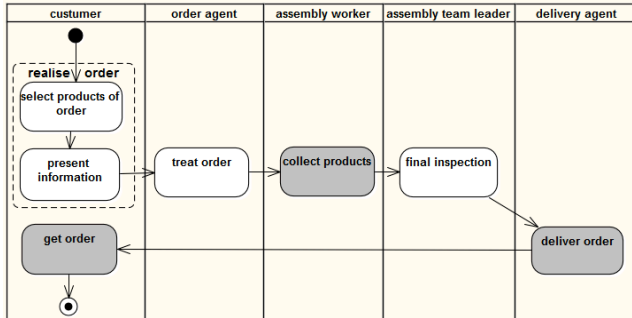 custumer order agent assembly worker assembly team leader delivery agent
realise order
select products of
order
present
information
treat order
collect products
final inspection
get order
deliver order